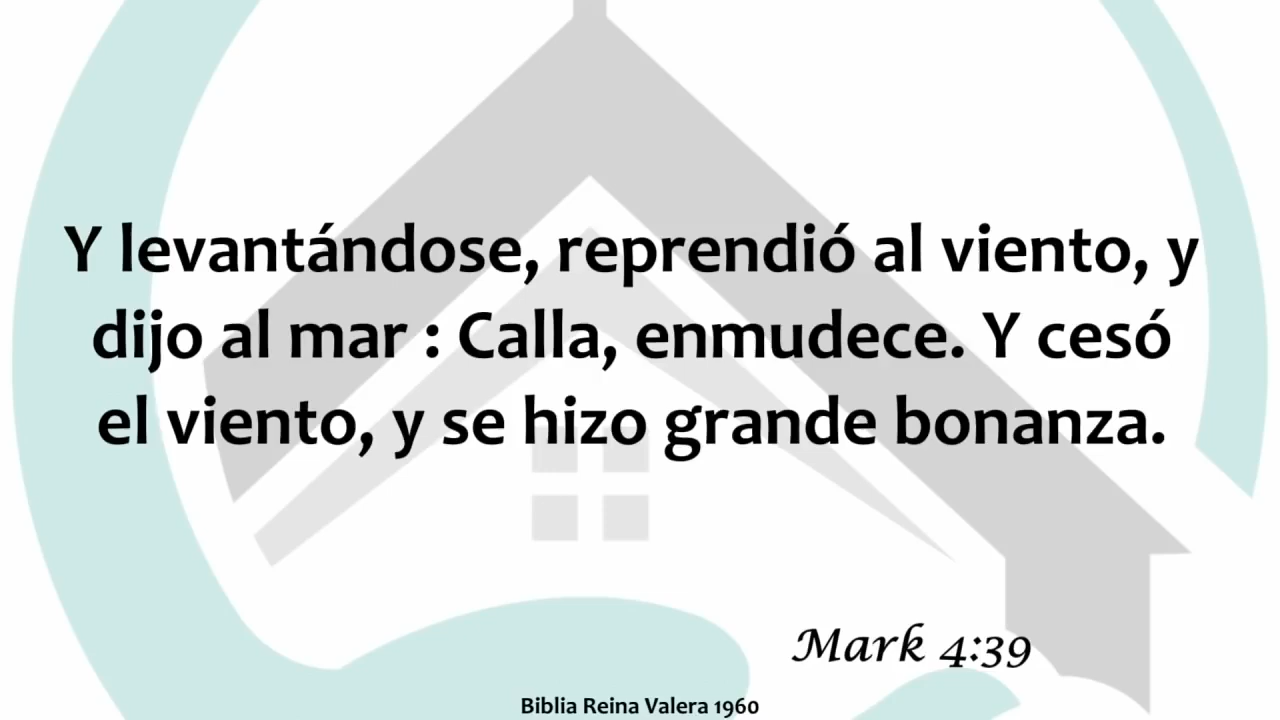 Y levantándose, reprendió al viento, y
dijo al mar : Calla, enmudece. Y cesó
el viento, y se hizo grande bonanza.
Mark 4:39
Biblia Reina Valera 1960